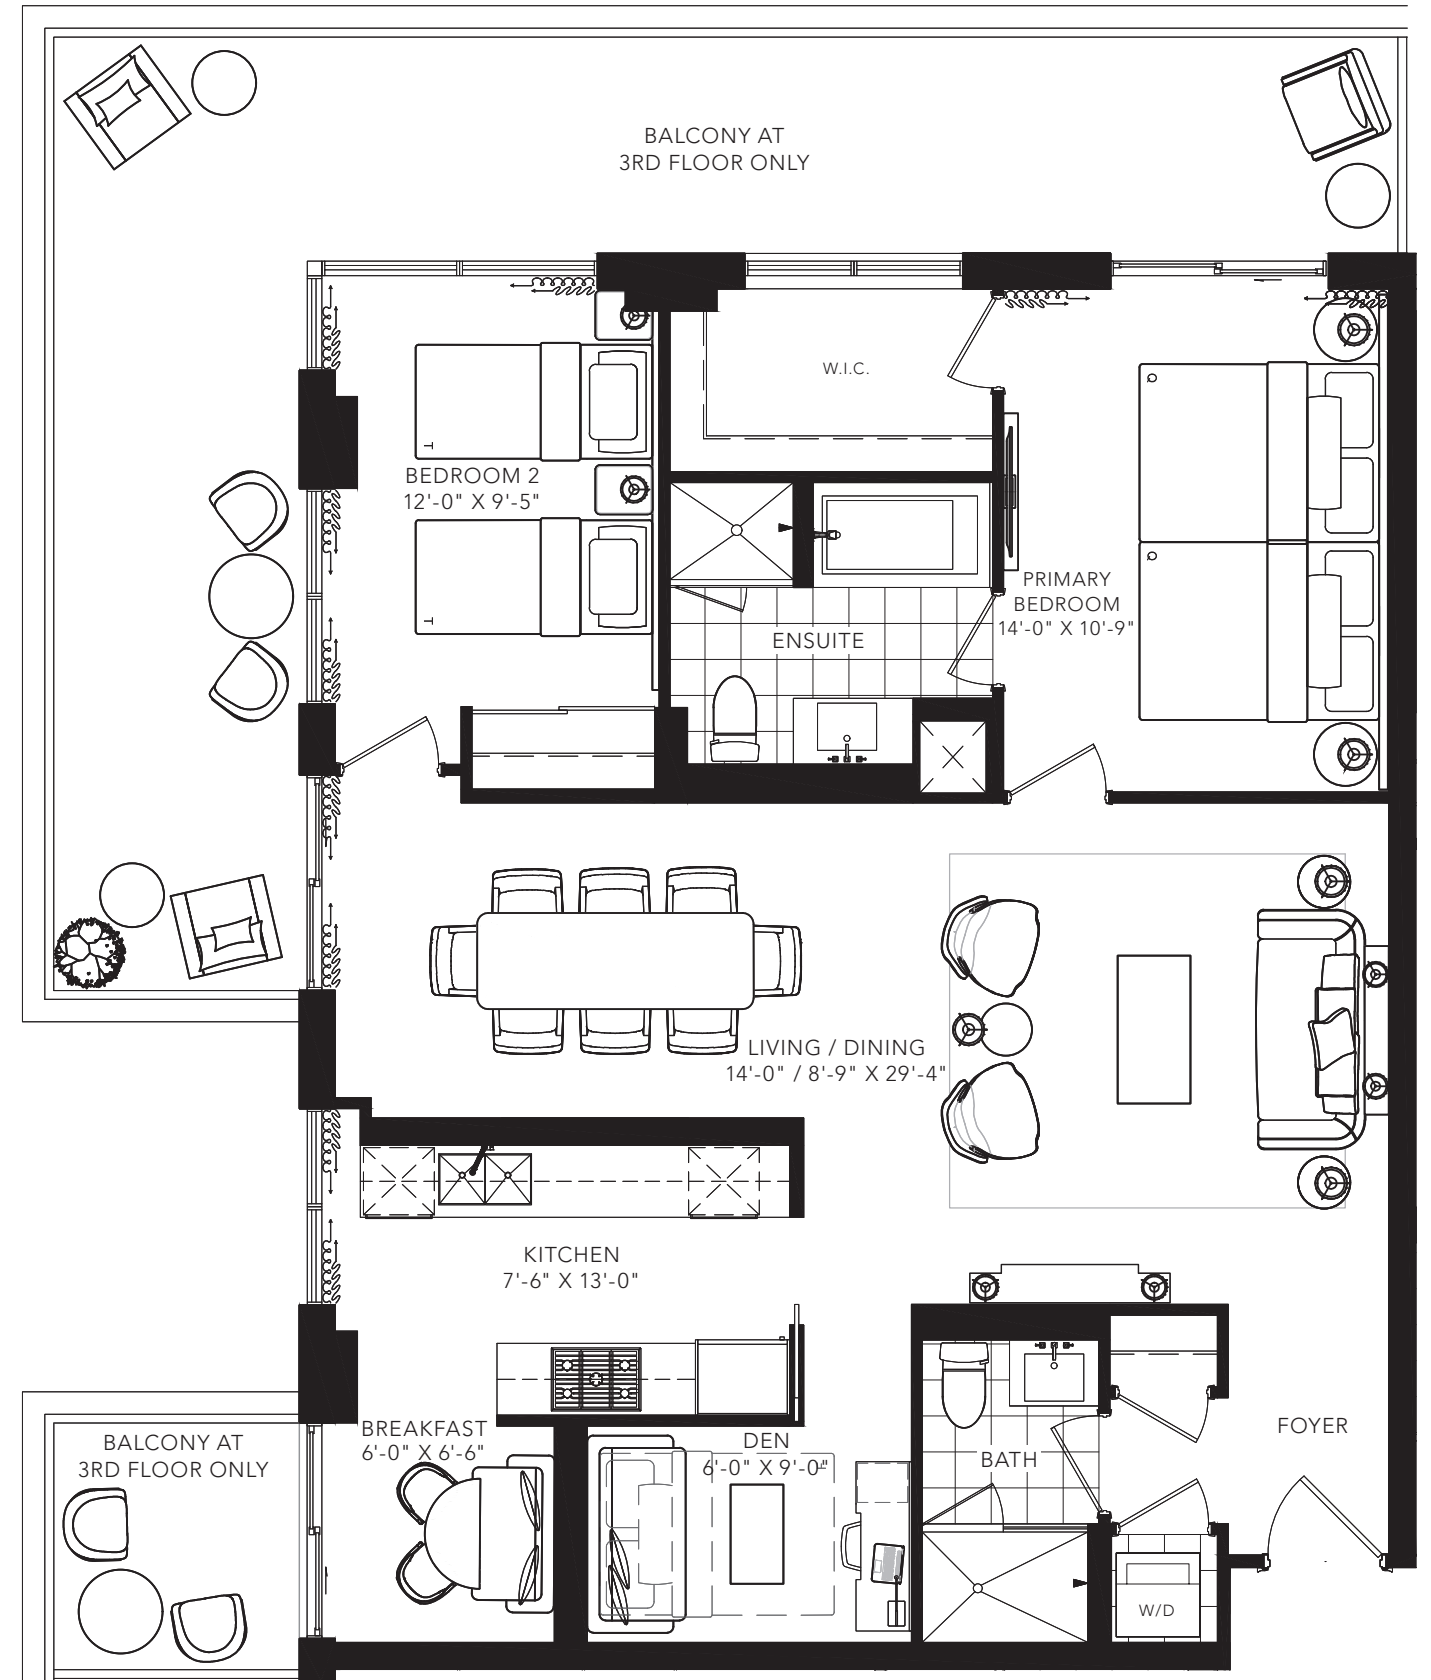 BALCONY AT
3RD FLOOR ONLY
W.I.C.
BEDROOM 2
12'-0" X 9'-5"
PRIMARY
BEDROOM
14'-0" X 10'-9"
ENSUITE
LIVING / DINING
14'-0" / 8'-9" X 29'-4"
KITCHEN
7'-6" X 13'-0"
BREAKFAST
6'-0" X 6'-6"
DEN
6'-0" X 9'-0"
FOYER
BATH
BALCONY AT
3RD FLOOR ONLY
W/D